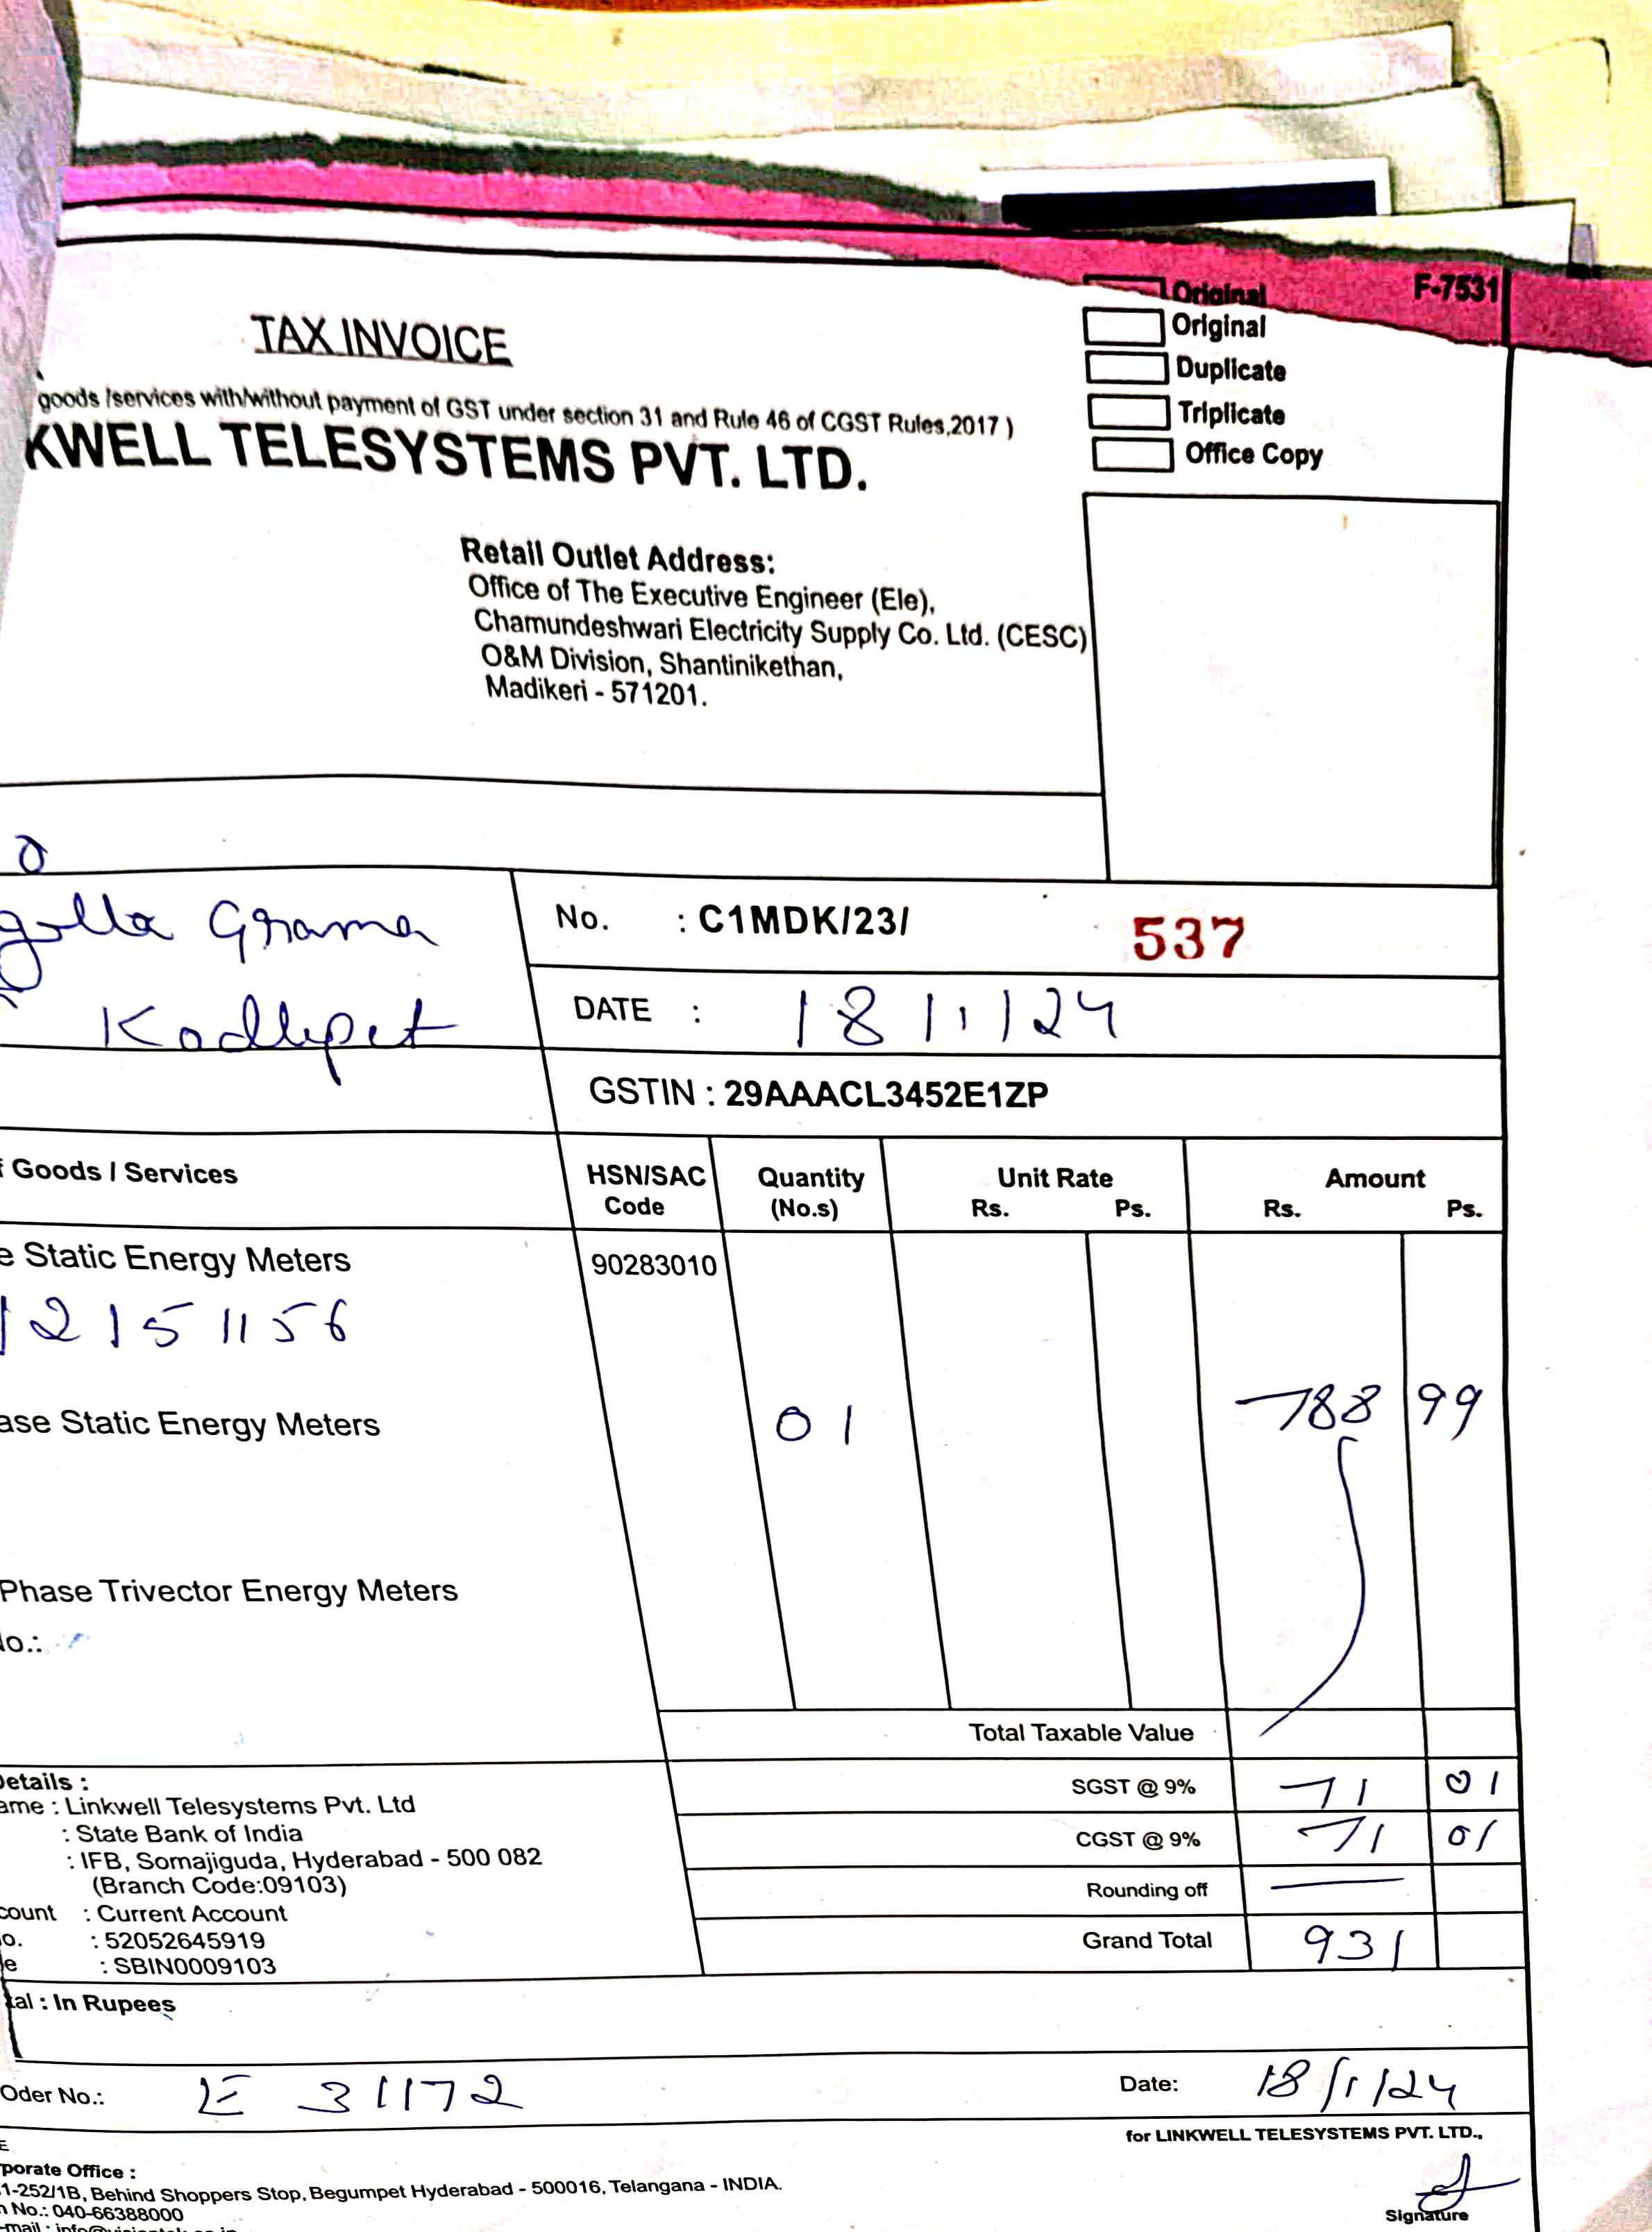 F-7531
Original
Original
Duplicate
Triplicate
Office Copy
TAX INVOICE
goods /services with/without payment of GST under section 31 and Rule 46 of CGST Rules,2017 )
KWELL TELESYSTEMS PVT. LTD.
Retail Outlet Address:
Office of The Executive Engineer (Ele),
Chamundeshwari Electricity Supply Co. Ltd. (CESC)
O&M Division, Shantinikethan,
Madikeri - 571201.
golla Grama
Kodlipet
No. : C1MDK/23/ 537
DATE : 18/1/24
GSTIN : 29AAACL3452E1ZP
Goods / Services HSN/SAC Code Quantity (No.s) Unit Rate Rs. Ps. Amount Rs. Ps.
e Static Energy Meters 90283010
12151156
ase Static Energy Meters 01 788 99
Phase Trivector Energy Meters
lo.:
Total Taxable Value
Details :
ame : Linkwell Telesystems Pvt. Ltd
: State Bank of India
: IFB, Somajiguda, Hyderabad - 500 082
(Branch Code:09103)
count : Current Account
o. : 52052645919
le : SBIN0009103
SGST @ 9% 71 01
CGST @ 9% 71 01
Rounding off —
Grand Total 931
tal : In Rupees
Oder No.: E 31172 Date: 18/1/24
for LINKWELL TELESYSTEMS PVT. LTD.,
E
porate Office :
1-252/1B, Behind Shoppers Stop, Begumpet Hyderabad - 500016, Telangana - INDIA.
n No.: 040-66388000
Signature